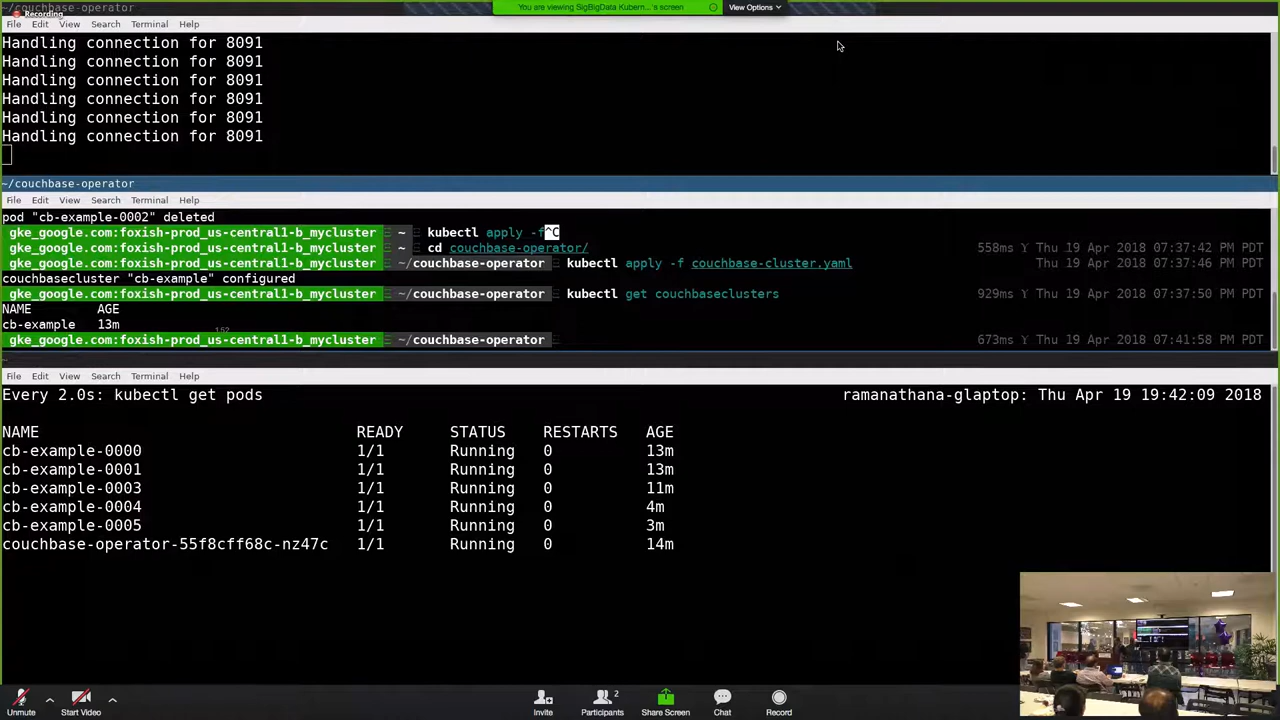 ~/couchbase-operator
Recording
You are viewing SigBigData Kubern...'s screen
View Options
File Edit View Search Terminal Help
Handling connection for 8091
Handling connection for 8091
Handling connection for 8091
Handling connection for 8091
Handling connection for 8091
Handling connection for 8091
~/couchbase-operator
File Edit View Search Terminal Help
pod "cb-example-0002" deleted
gke_google.com:foxish-prod_us-central1-b_mycluster ~ kubectl apply -f^C
gke_google.com:foxish-prod_us-central1-b_mycluster ~ cd couchbase-operator/ 558ms Thu 19 Apr 2018 07:37:42 PM PDT
gke_google.com:foxish-prod_us-central1-b_mycluster ~/couchbase-operator kubectl apply -f couchbase-cluster.yaml Thu 19 Apr 2018 07:37:46 PM PDT
couchbasecluster "cb-example" configured
gke_google.com:foxish-prod_us-central1-b_mycluster ~/couchbase-operator kubectl get couchbaseclusters 929ms Thu 19 Apr 2018 07:37:50 PM PDT
NAME AGE
cb-example 13m
gke_google.com:foxish-prod_us-central1-b_mycluster ~/couchbase-operator 673ms Thu 19 Apr 2018 07:41:58 PM PDT
File Edit View Search Terminal Help
Every 2.0s: kubectl get pods ramanathana-glaptop: Thu Apr 19 19:42:09 2018
NAME READY STATUS RESTARTS AGE
cb-example-0000 1/1 Running 0 13m
cb-example-0001 1/1 Running 0 13m
cb-example-0003 1/1 Running 0 11m
cb-example-0004 1/1 Running 0 4m
cb-example-0005 1/1 Running 0 3m
couchbase-operator-55f8cff68c-nz47c 1/1 Running 0 14m
Unmute Start Video Invite Participants 2 Share Screen Chat Record